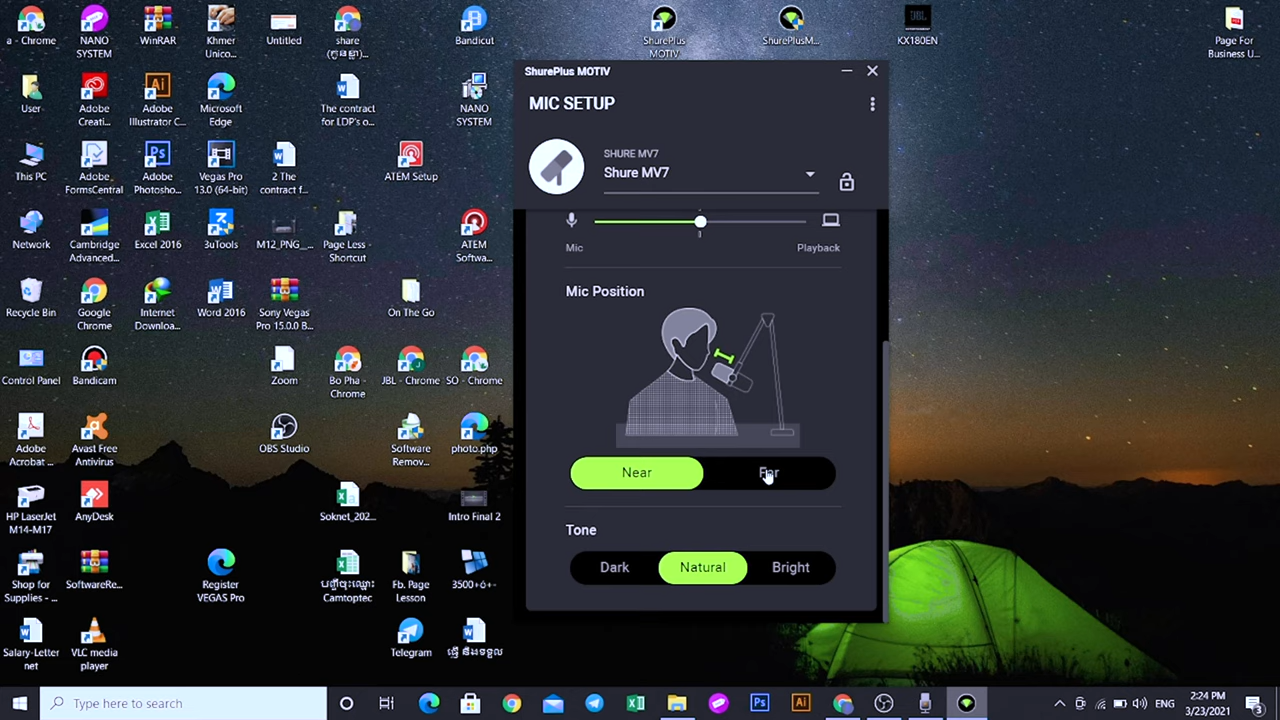 a - Chrome
NANO
SYSTEM
WinRAR
Khmer
Unico...
Untitled
share
Bandicut
ShurePlus
MOTIV
ShurePlusM...
JBL
KX180EN
Page For
Business U...
ShurePlus MOTIV
MIC SETUP
SHURE MV7
Shure MV7
Mic
Playback
Mic Position
Near
Far
Tone
Dark
Natural
Bright
User
Adobe
Creati...
Adobe
Illustrator C...
Microsoft
Edge
The contract
for LDP's o...
NANO
SYSTEM
This PC
Adobe
FormsCentral
Adobe
Photosho...
Vegas Pro
13.0 (64-bit)
2 The
contract f...
ATEM Setup
Network
Cambridge
Advanced...
Excel 2016
3uTools
M12_PNG_...
Page Less -
Shortcut
ATEM
Softwa...
Recycle Bin
Google
Chrome
Internet
Downloa...
Word 2016
Sony Vegas
Pro 15.0.0 B...
On The Go
Control Panel
Bandicam
Zoom
Bo Pha -
Chrome
JBL - Chrome
SO - Chrome
Adobe
Acrobat ...
Avast Free
Antivirus
OBS Studio
Software
Remov...
photo.php
HP LaserJet
M14-M17
AnyDesk
Soknet_202...
Intro Final 2
Shop for
Supplies - ...
SoftwareRe...
Register
VEGAS Pro
Camtoptec
Fb. Page
Lesson
3500+ó+-
Salary-Letter
net
VLC media
player
Telegram
Type here to search
ENG
2:24 PM
3/23/2021
3